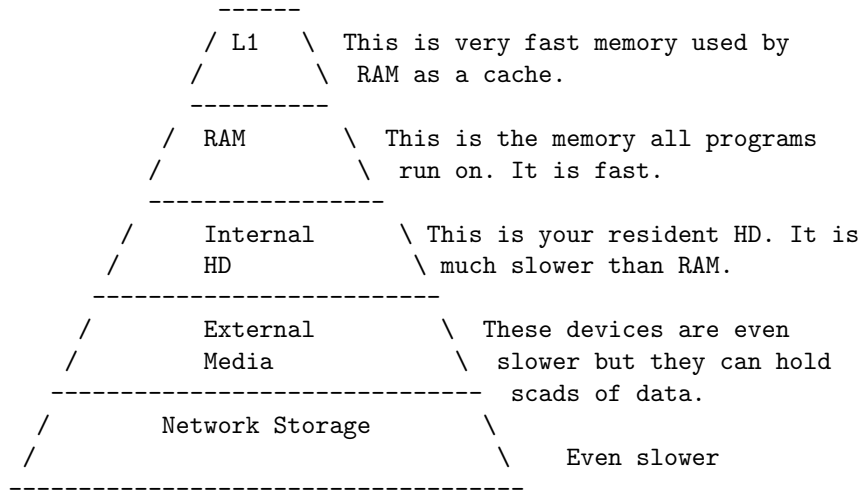 L1 This is very fast memory used by
RAM as a cache.
RAM This is the memory all programs
run on. It is fast.
Internal This is your resident HD. It is
HD much slower than RAM.
External These devices are even
Media slower but they can hold
scads of data.
Network Storage
Even slower